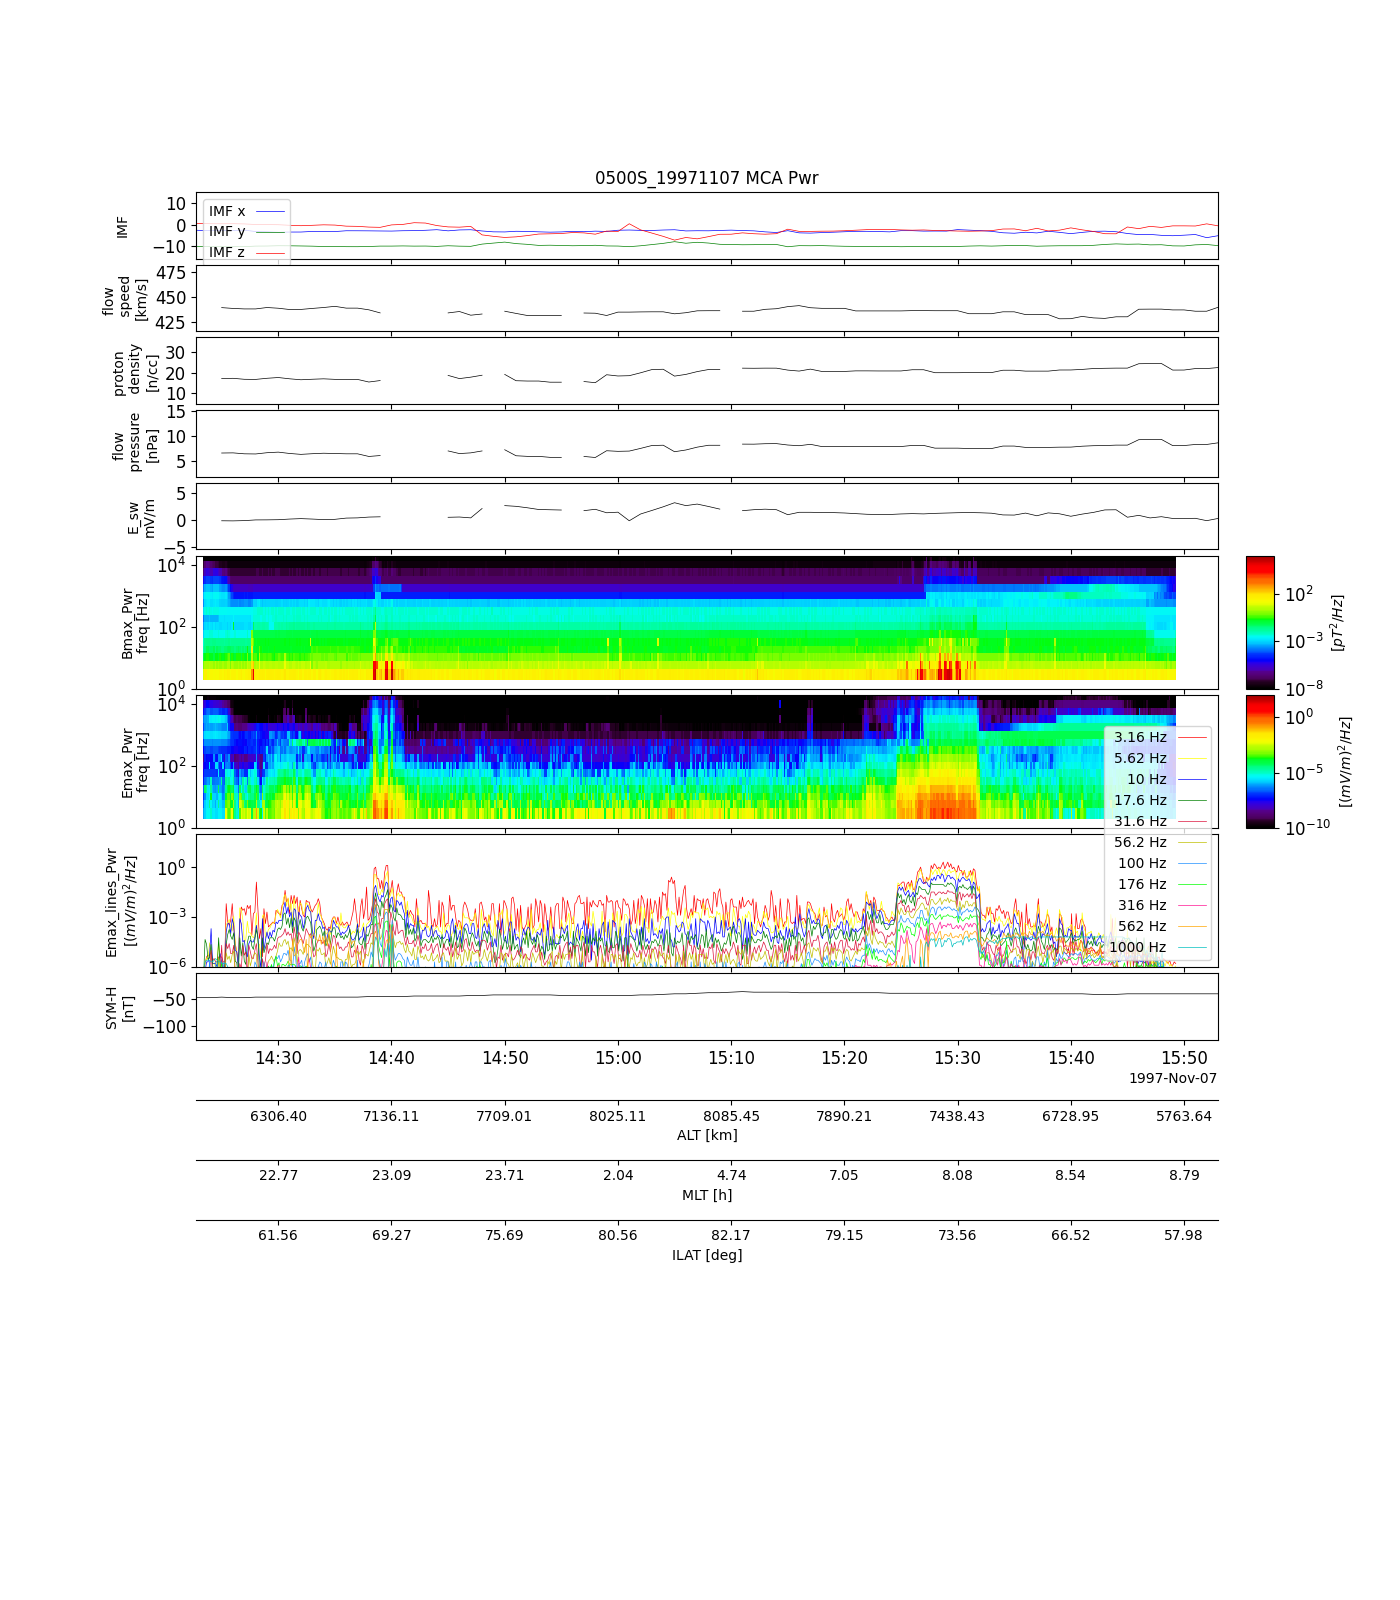 0500S_19971107 MCA Pwr
IMF
10
0
−10
IMF x
IMF y
IMF z
flow
speed
[km/s]
475
450
425
proton
density
[n/cc]
30
20
10
flow
pressure
[nPa]
15
10
5
E_sw
mV/m
5
0
−5
Bmax_Pwr
freq [Hz]
10^4
10^2
10^0
10^2
10^−3
10^−8
[pT^2/Hz]
Emax_Pwr
freq [Hz]
10^4
10^2
10^0
10^0
10^−5
10^−10
[(mV/m)^2/Hz]
3.16 Hz
5.62 Hz
10 Hz
17.6 Hz
31.6 Hz
56.2 Hz
100 Hz
176 Hz
316 Hz
562 Hz
1000 Hz
Emax_lines_Pwr
[(mV/m)^2/Hz]
10^0
10^−3
10^−6
SYM-H
[nT]
−50
−100
14:30 14:40 14:50 15:00 15:10 15:20 15:30 15:40 15:50
1997-Nov-07
6306.40 7136.11 7709.01 8025.11 8085.45 7890.21 7438.43 6728.95 5763.64
ALT [km]
22.77 23.09 23.71 2.04 4.74 7.05 8.08 8.54 8.79
MLT [h]
61.56 69.27 75.69 80.56 82.17 79.15 73.56 66.52 57.98
ILAT [deg]